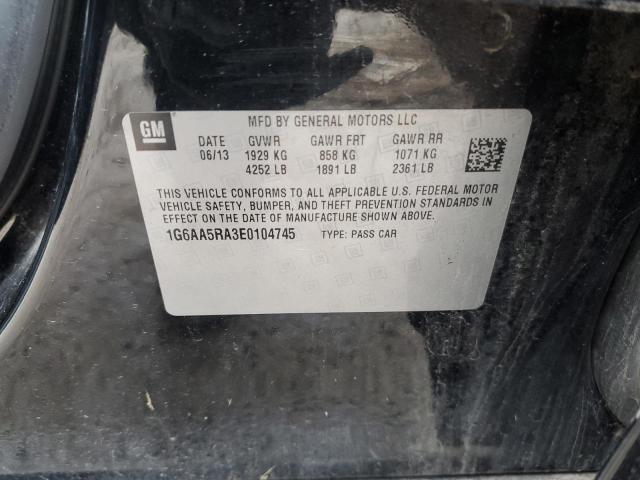 GM
MFD BY GENERAL MOTORS LLC
DATE GVWR GAWR FRT GAWR RR
06/13 1929 KG 858 KG 1071 KG
4252 LB 1891 LB 2361 LB
THIS VEHICLE CONFORMS TO ALL APPLICABLE U.S. FEDERAL MOTOR
VEHICLE SAFETY, BUMPER, AND THEFT PREVENTION STANDARDS IN
EFFECT ON THE DATE OF MANUFACTURE SHOWN ABOVE.
1G6AA5RA3E0104745 TYPE: PASS CAR